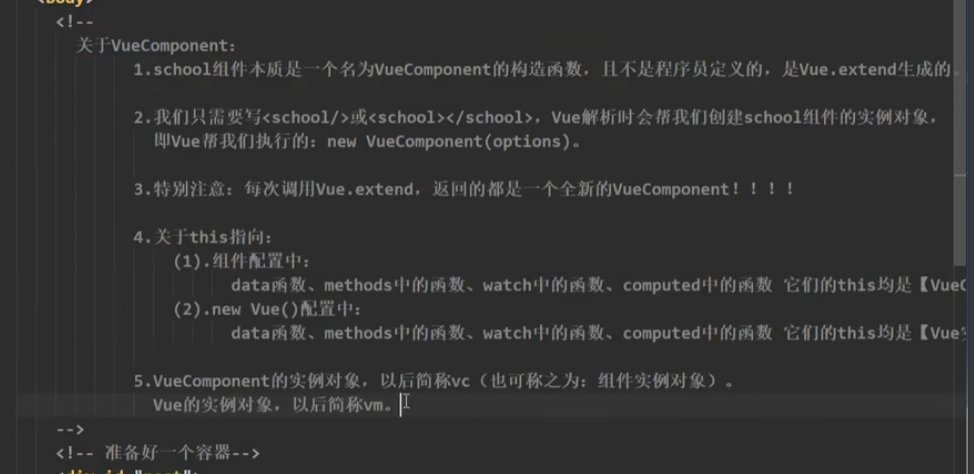 <body>
<!--
关于VueComponent：
1.school组件本质是一个名为VueComponent的构造函数，且不是程序员定义的，是Vue.extend生成的。
2.我们只需要写<school/>或<school></school>，Vue解析时会帮我们创建school组件的实例对象，
即Vue帮我们执行的：new VueComponent(options)。
3.特别注意：每次调用Vue.extend，返回的都是一个全新的VueComponent！！！！
4.关于this指向：
(1).组件配置中：
data函数、methods中的函数、watch中的函数、computed中的函数 它们的this均是【VueC
(2).new Vue()配置中：
data函数、methods中的函数、watch中的函数、computed中的函数 它们的this均是【Vue
5.VueComponent的实例对象，以后简称vc（也可称之为：组件实例对象）。
Vue的实例对象，以后简称vm。
-->
<!-- 准备好一个容器-->